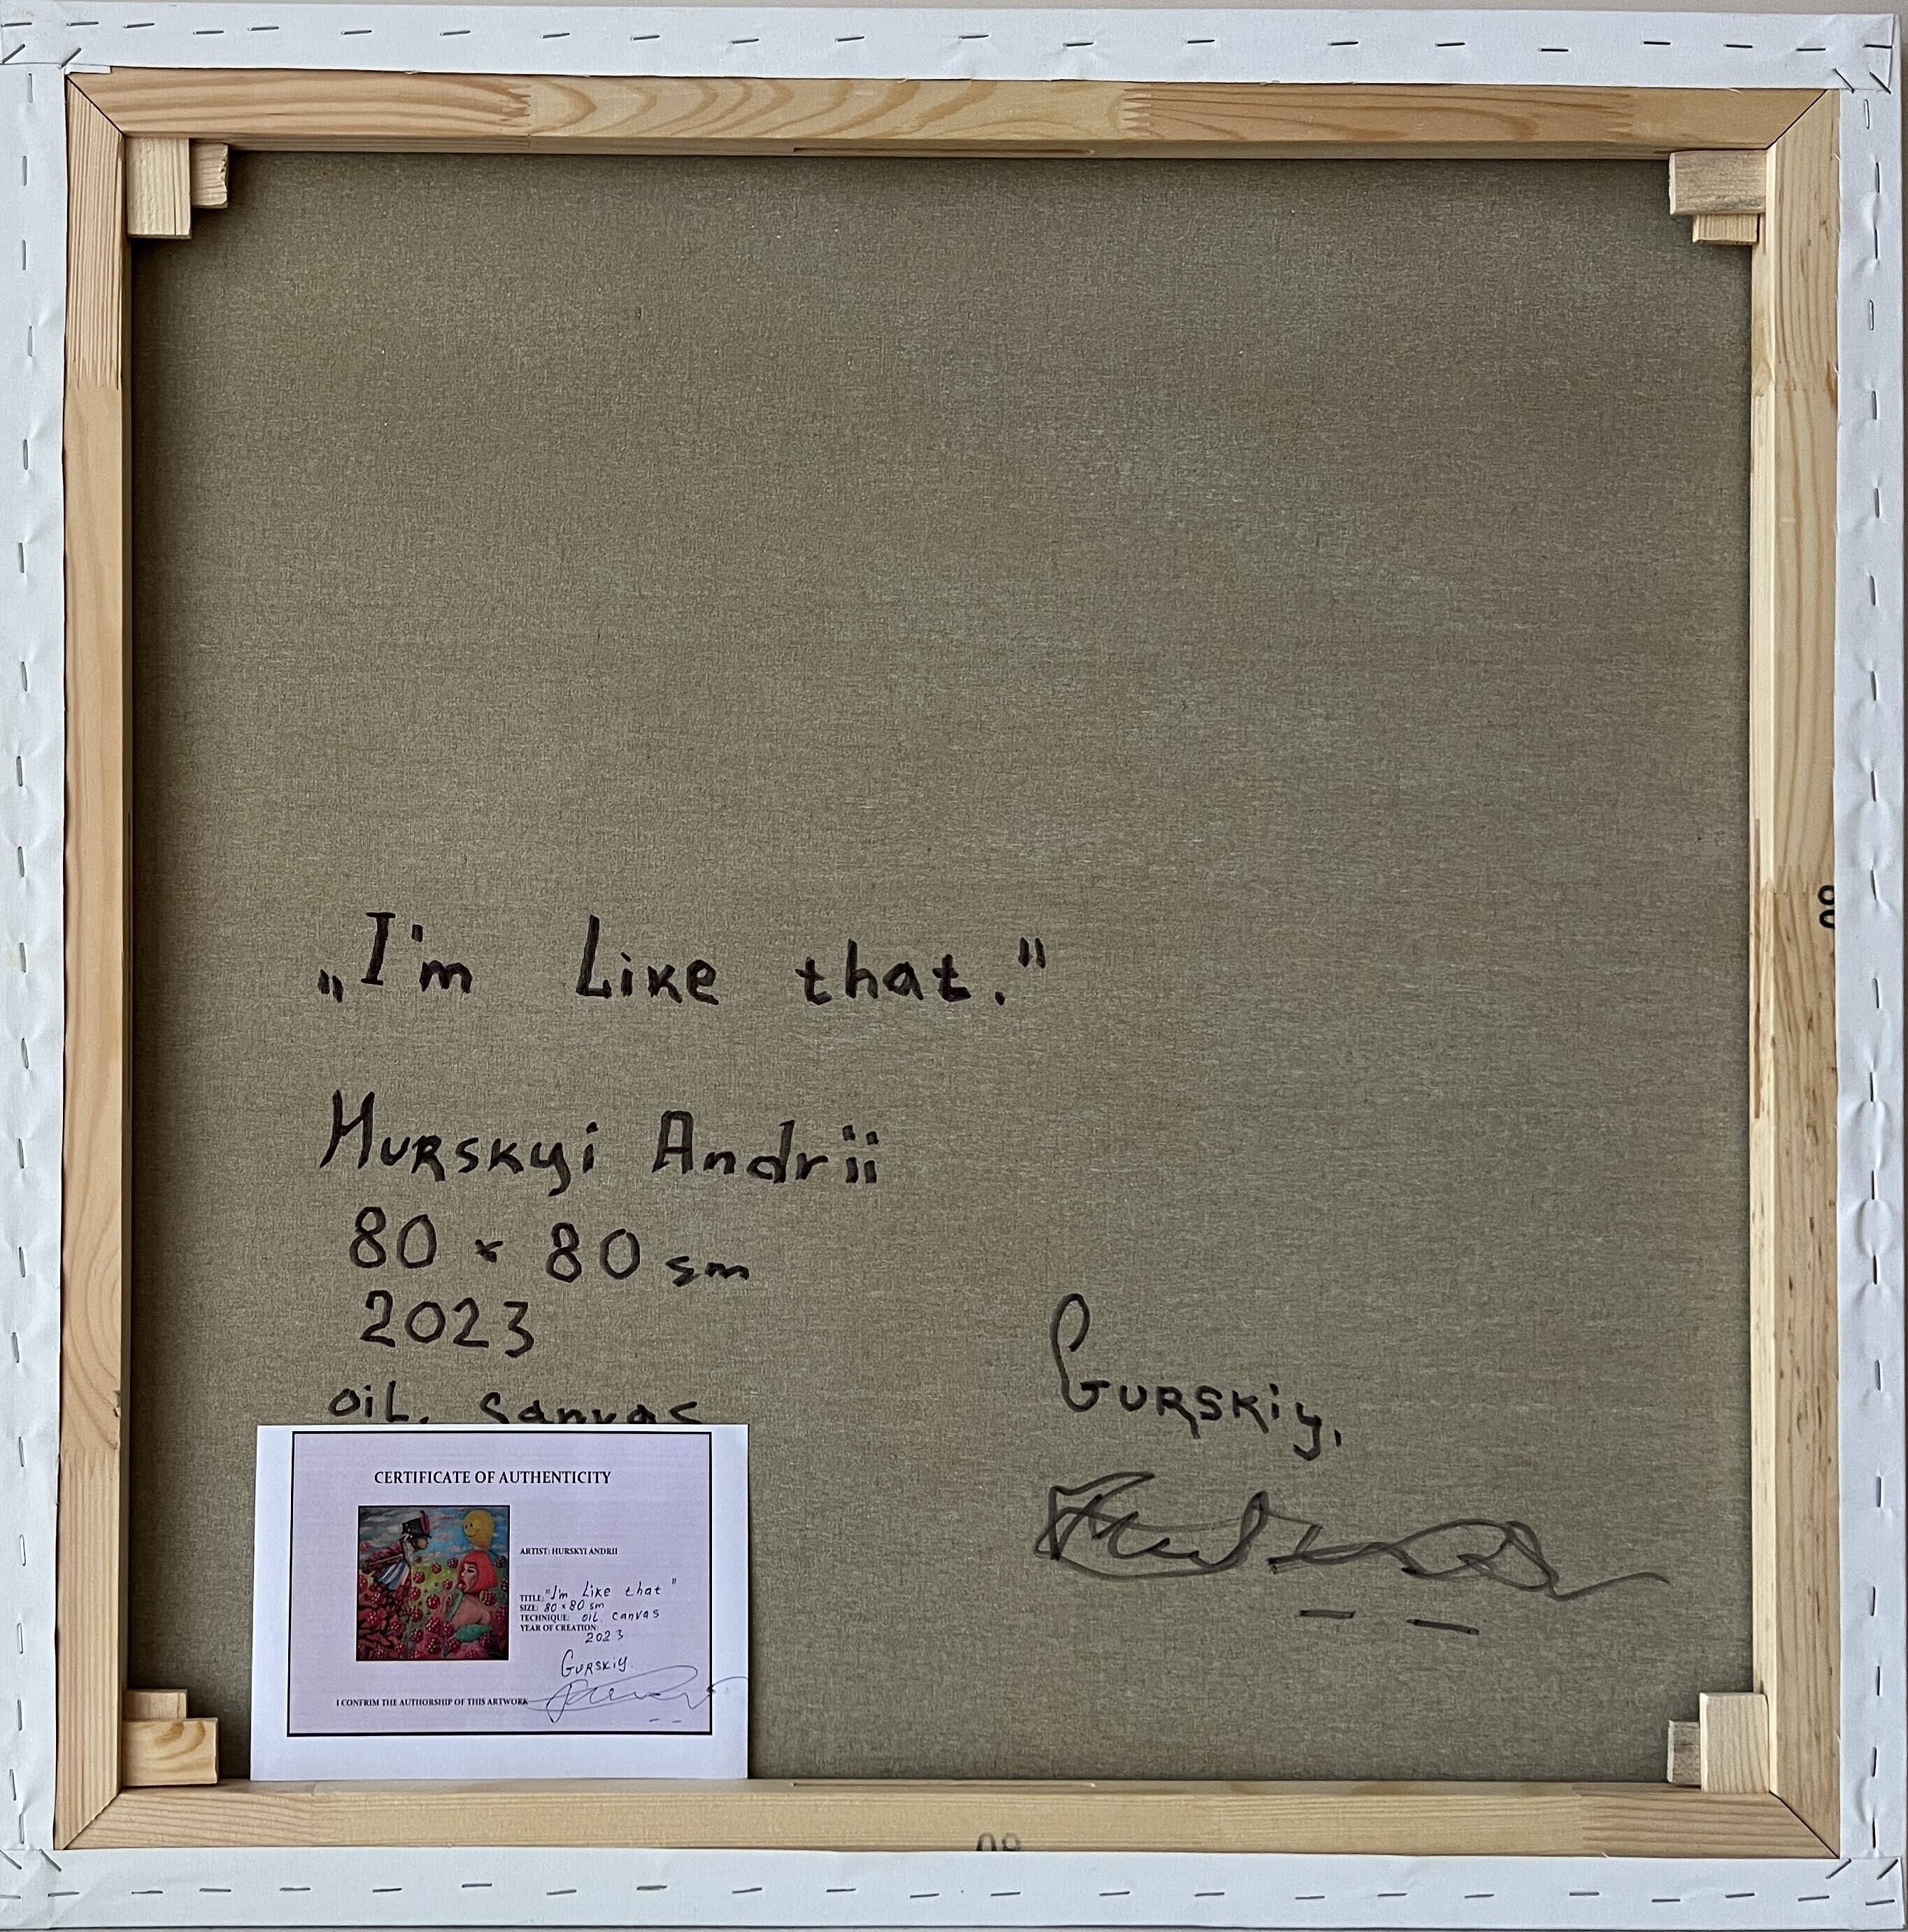 „I'm Like that."
Hurskyi Andrii
80 × 80 sm
2023
oil. canvas
Gurskiy,
CERTIFICATE OF AUTHENTICITY
ARTIST: HURSKYI ANDRII
TITLE: "I'm Like that"
SIZE: 80 × 80 sm
TECHNIQUE: oil. canvas
YEAR OF CREATION:
2023
Gurskiy.
I CONFRIM THE AUTHORSHIP OF THIS ARTWORK